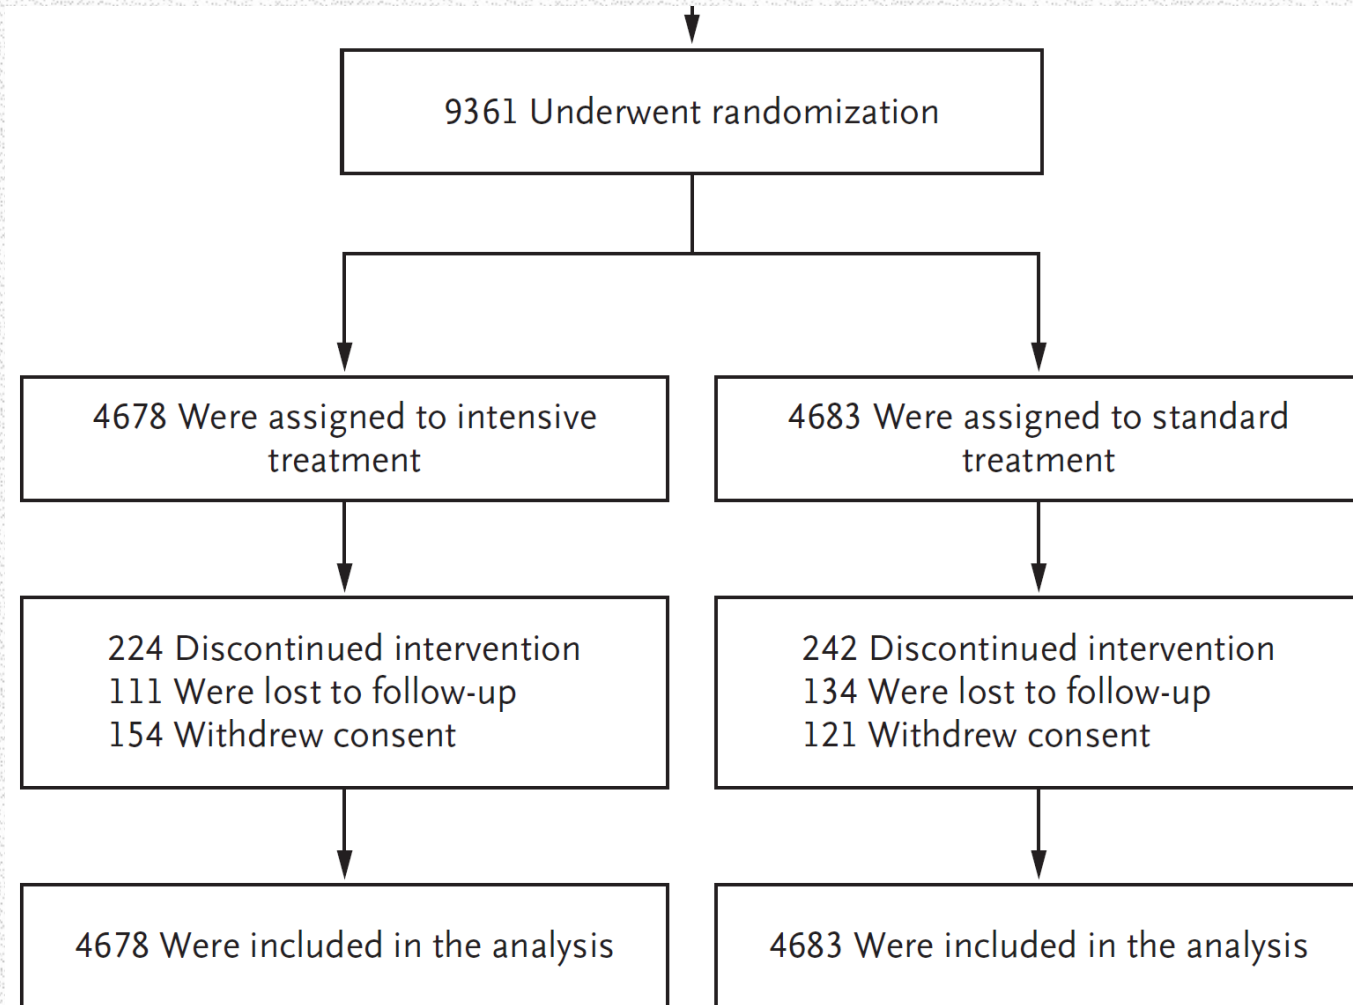 9361 Underwent randomization
4678 Were assigned to intensive
treatment
4683 Were assigned to standard
treatment
224 Discontinued intervention
111 Were lost to follow-up
154 Withdrew consent
242 Discontinued intervention
134 Were lost to follow-up
121 Withdrew consent
4678 Were included in the analysis
4683 Were included in the analysis